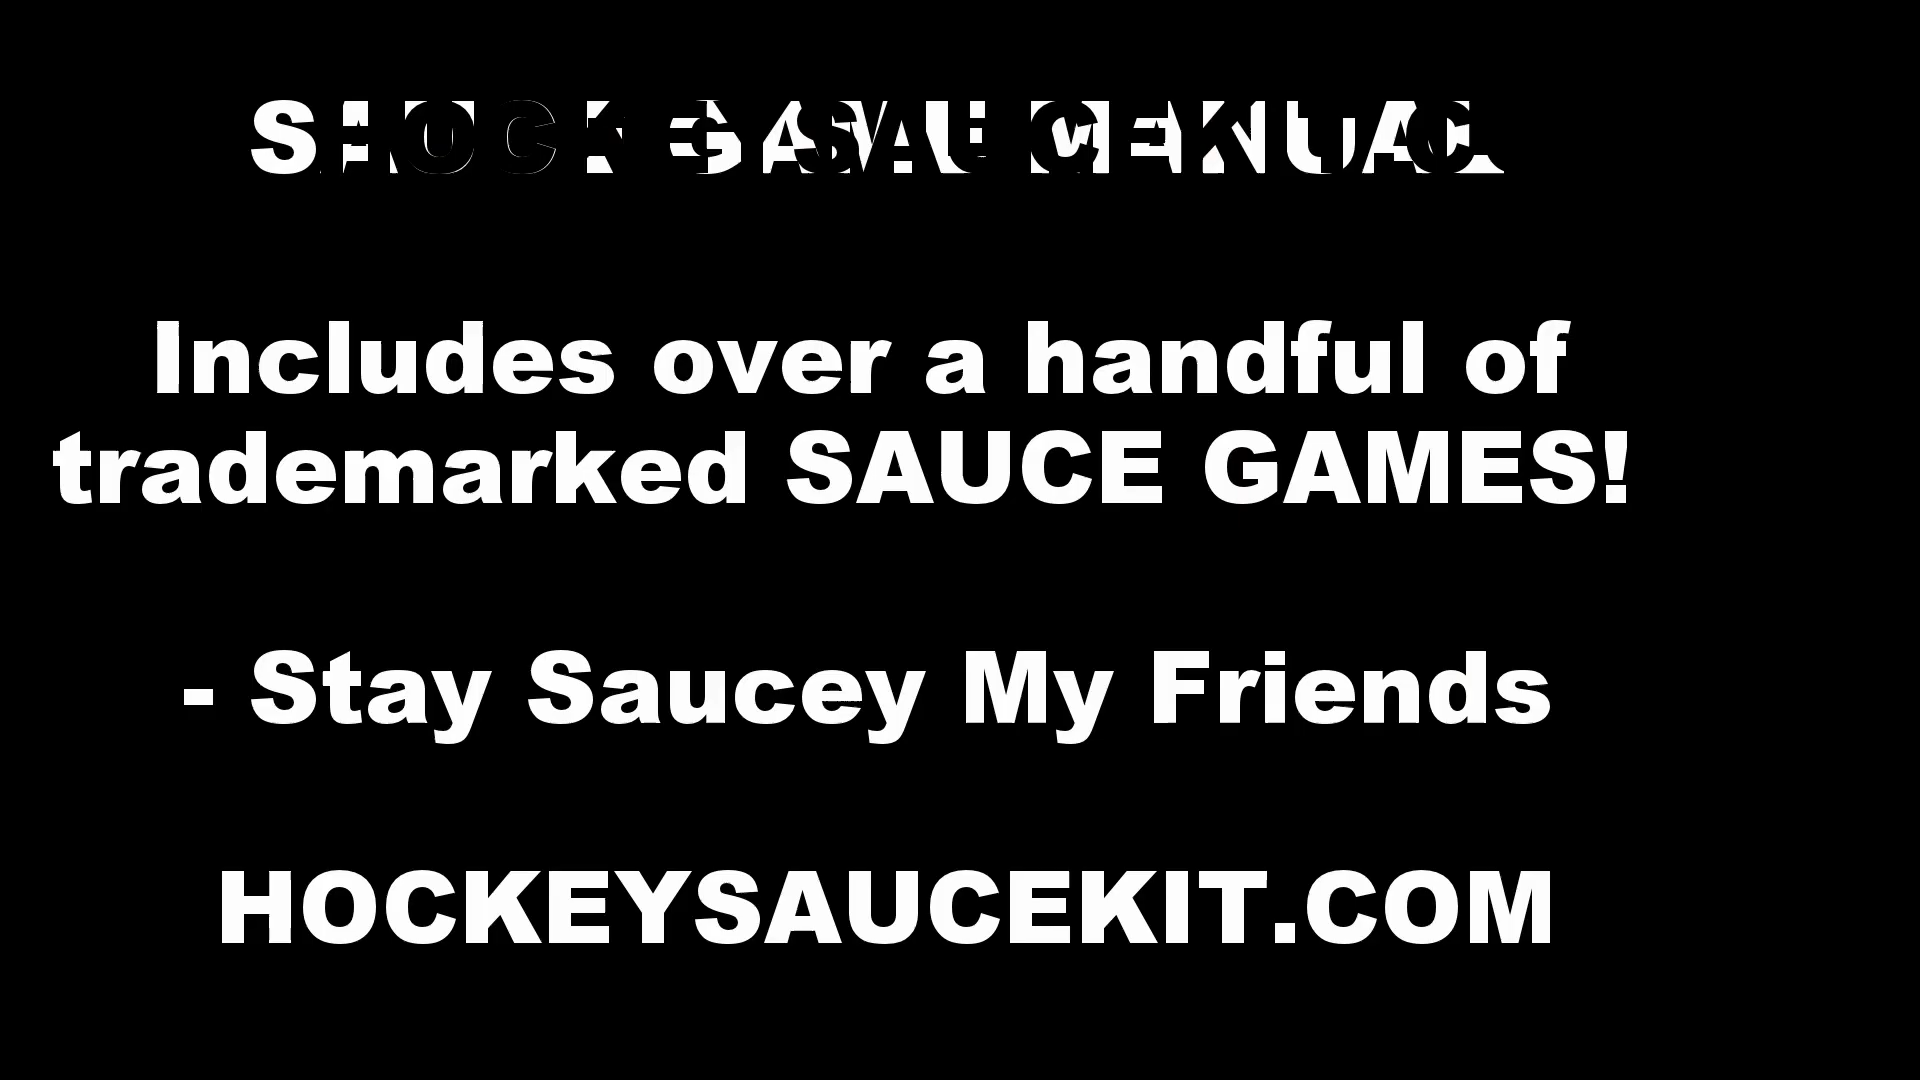 Includes over a handful of
trademarked SAUCE GAMES!
- Stay Saucey My Friends
HOCKEYSAUCEKIT.COM